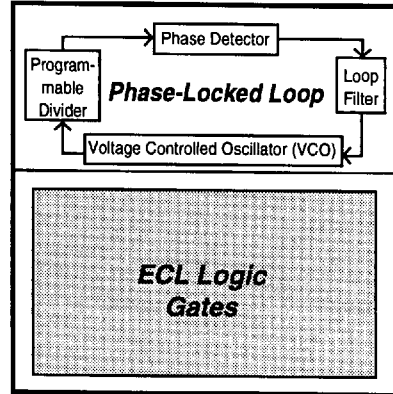 Phase Detector
Program-
mable
Divider
Phase-Locked Loop
Loop
Filter
Voltage Controlled Oscillator (VCO)
ECL Logic
Gates